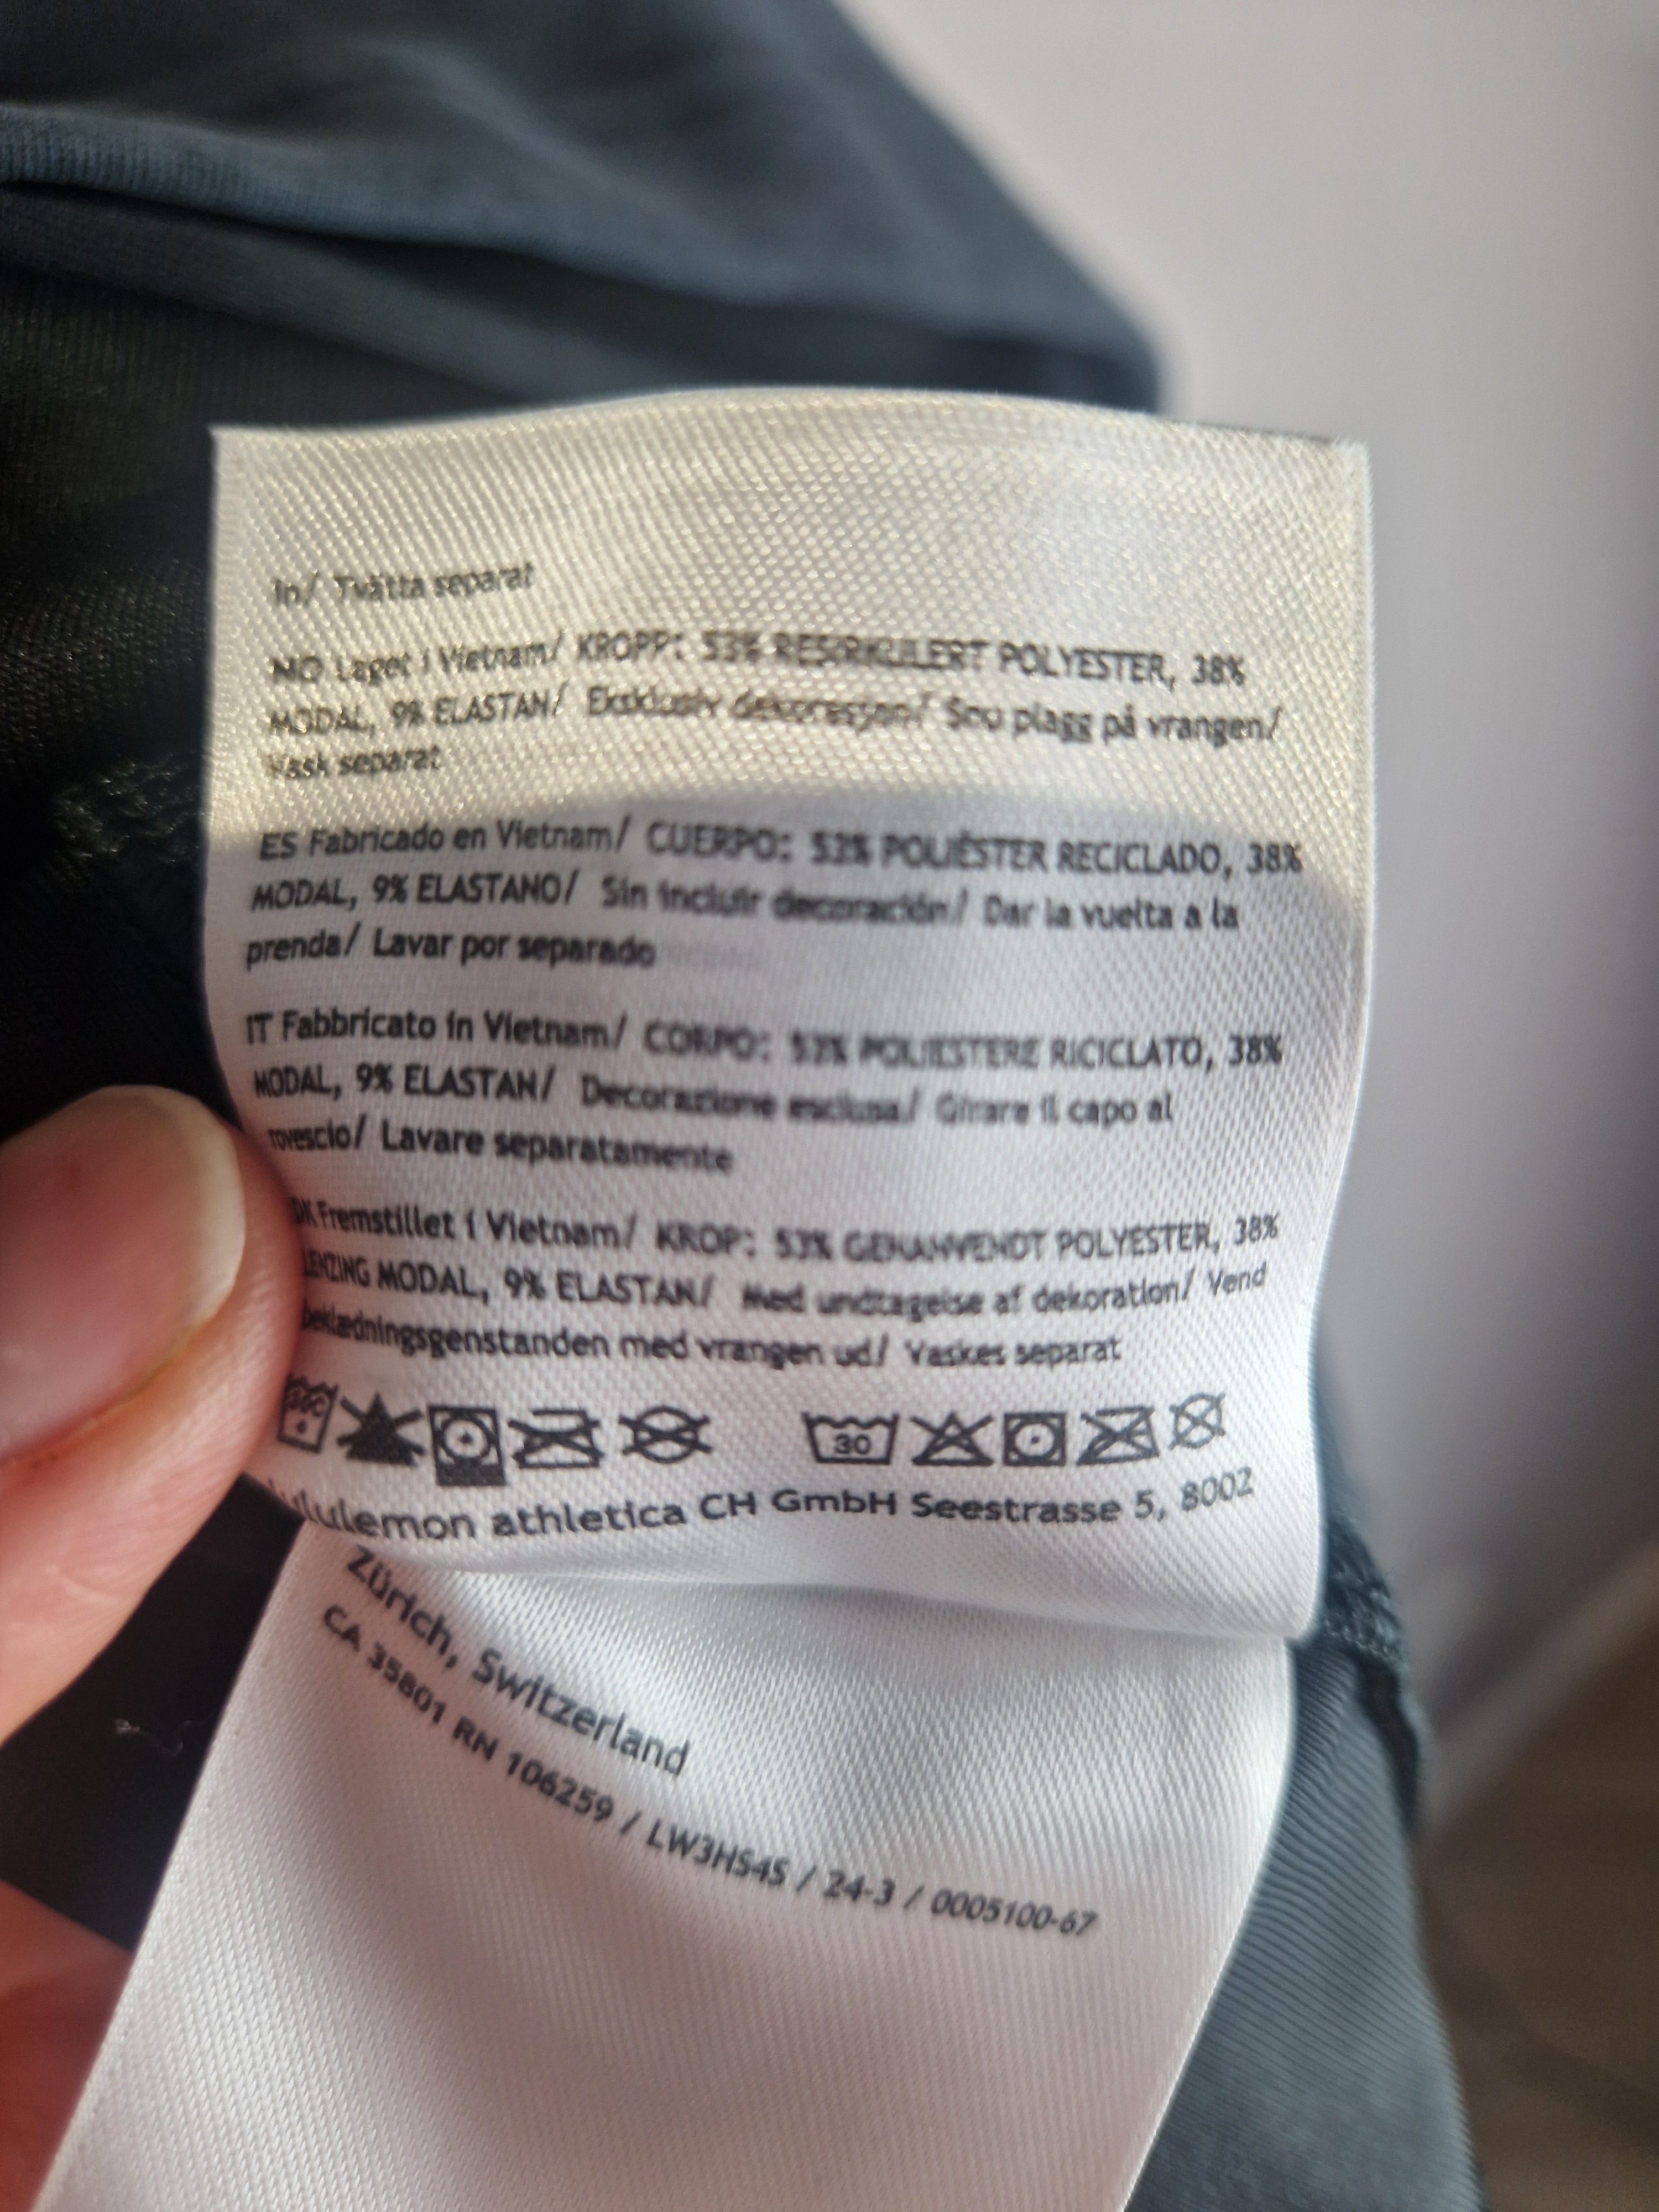 in/ Tvätta separat
NO Laget i Vietnam/ KROPP: 53% RESIRKULERT POLYESTER, 38%
MODAL, 9% ELASTAN/ Eksklusiv dekorasjon/ Snu plagg på vrangen/
Vask separat
ES Fabricado en Vietnam/ CUERPO: 53% POLIÉSTER RECICLADO, 38%
MODAL, 9% ELASTANO/ Sin incluir decoración/ Dar la vuelta a la
prenda/ Lavar por separado
IT Fabbricato in Vietnam/ CORPO: 53% POLIESTERE RICICLATO, 38%
MODAL, 9% ELASTAN/ Decorazione esclusa/ Girare il capo al
rovescio/ Lavare separatamente
DK Fremstillet i Vietnam/ KROP: 53% GENANVENDT POLYESTER, 38%
LENZING MODAL, 9% ELASTAN/ Med undtagelse af dekoration/ Vend
beklædningsgenstanden med vrangen ud/ Vaskes separat
30
lululemon athletica CH GmbH Seestrasse 5, 8002
Zürich, Switzerland
CA 35801 RN 106259 / LW3HS4S / 24-3 / 0005100-67